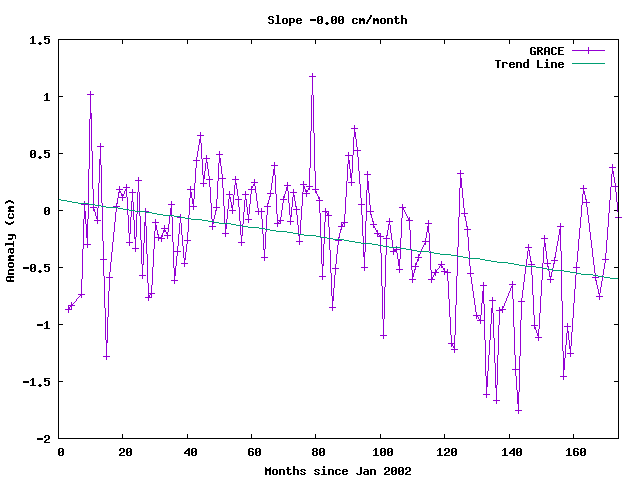 Slope -0.00 cm/month
GRACE
Trend Line
1.5
1
0.5
0
-0.5
-1
-1.5
-2
Anomaly (cm)
0 20 40 60 80 100 120 140 160
Months since Jan 2002